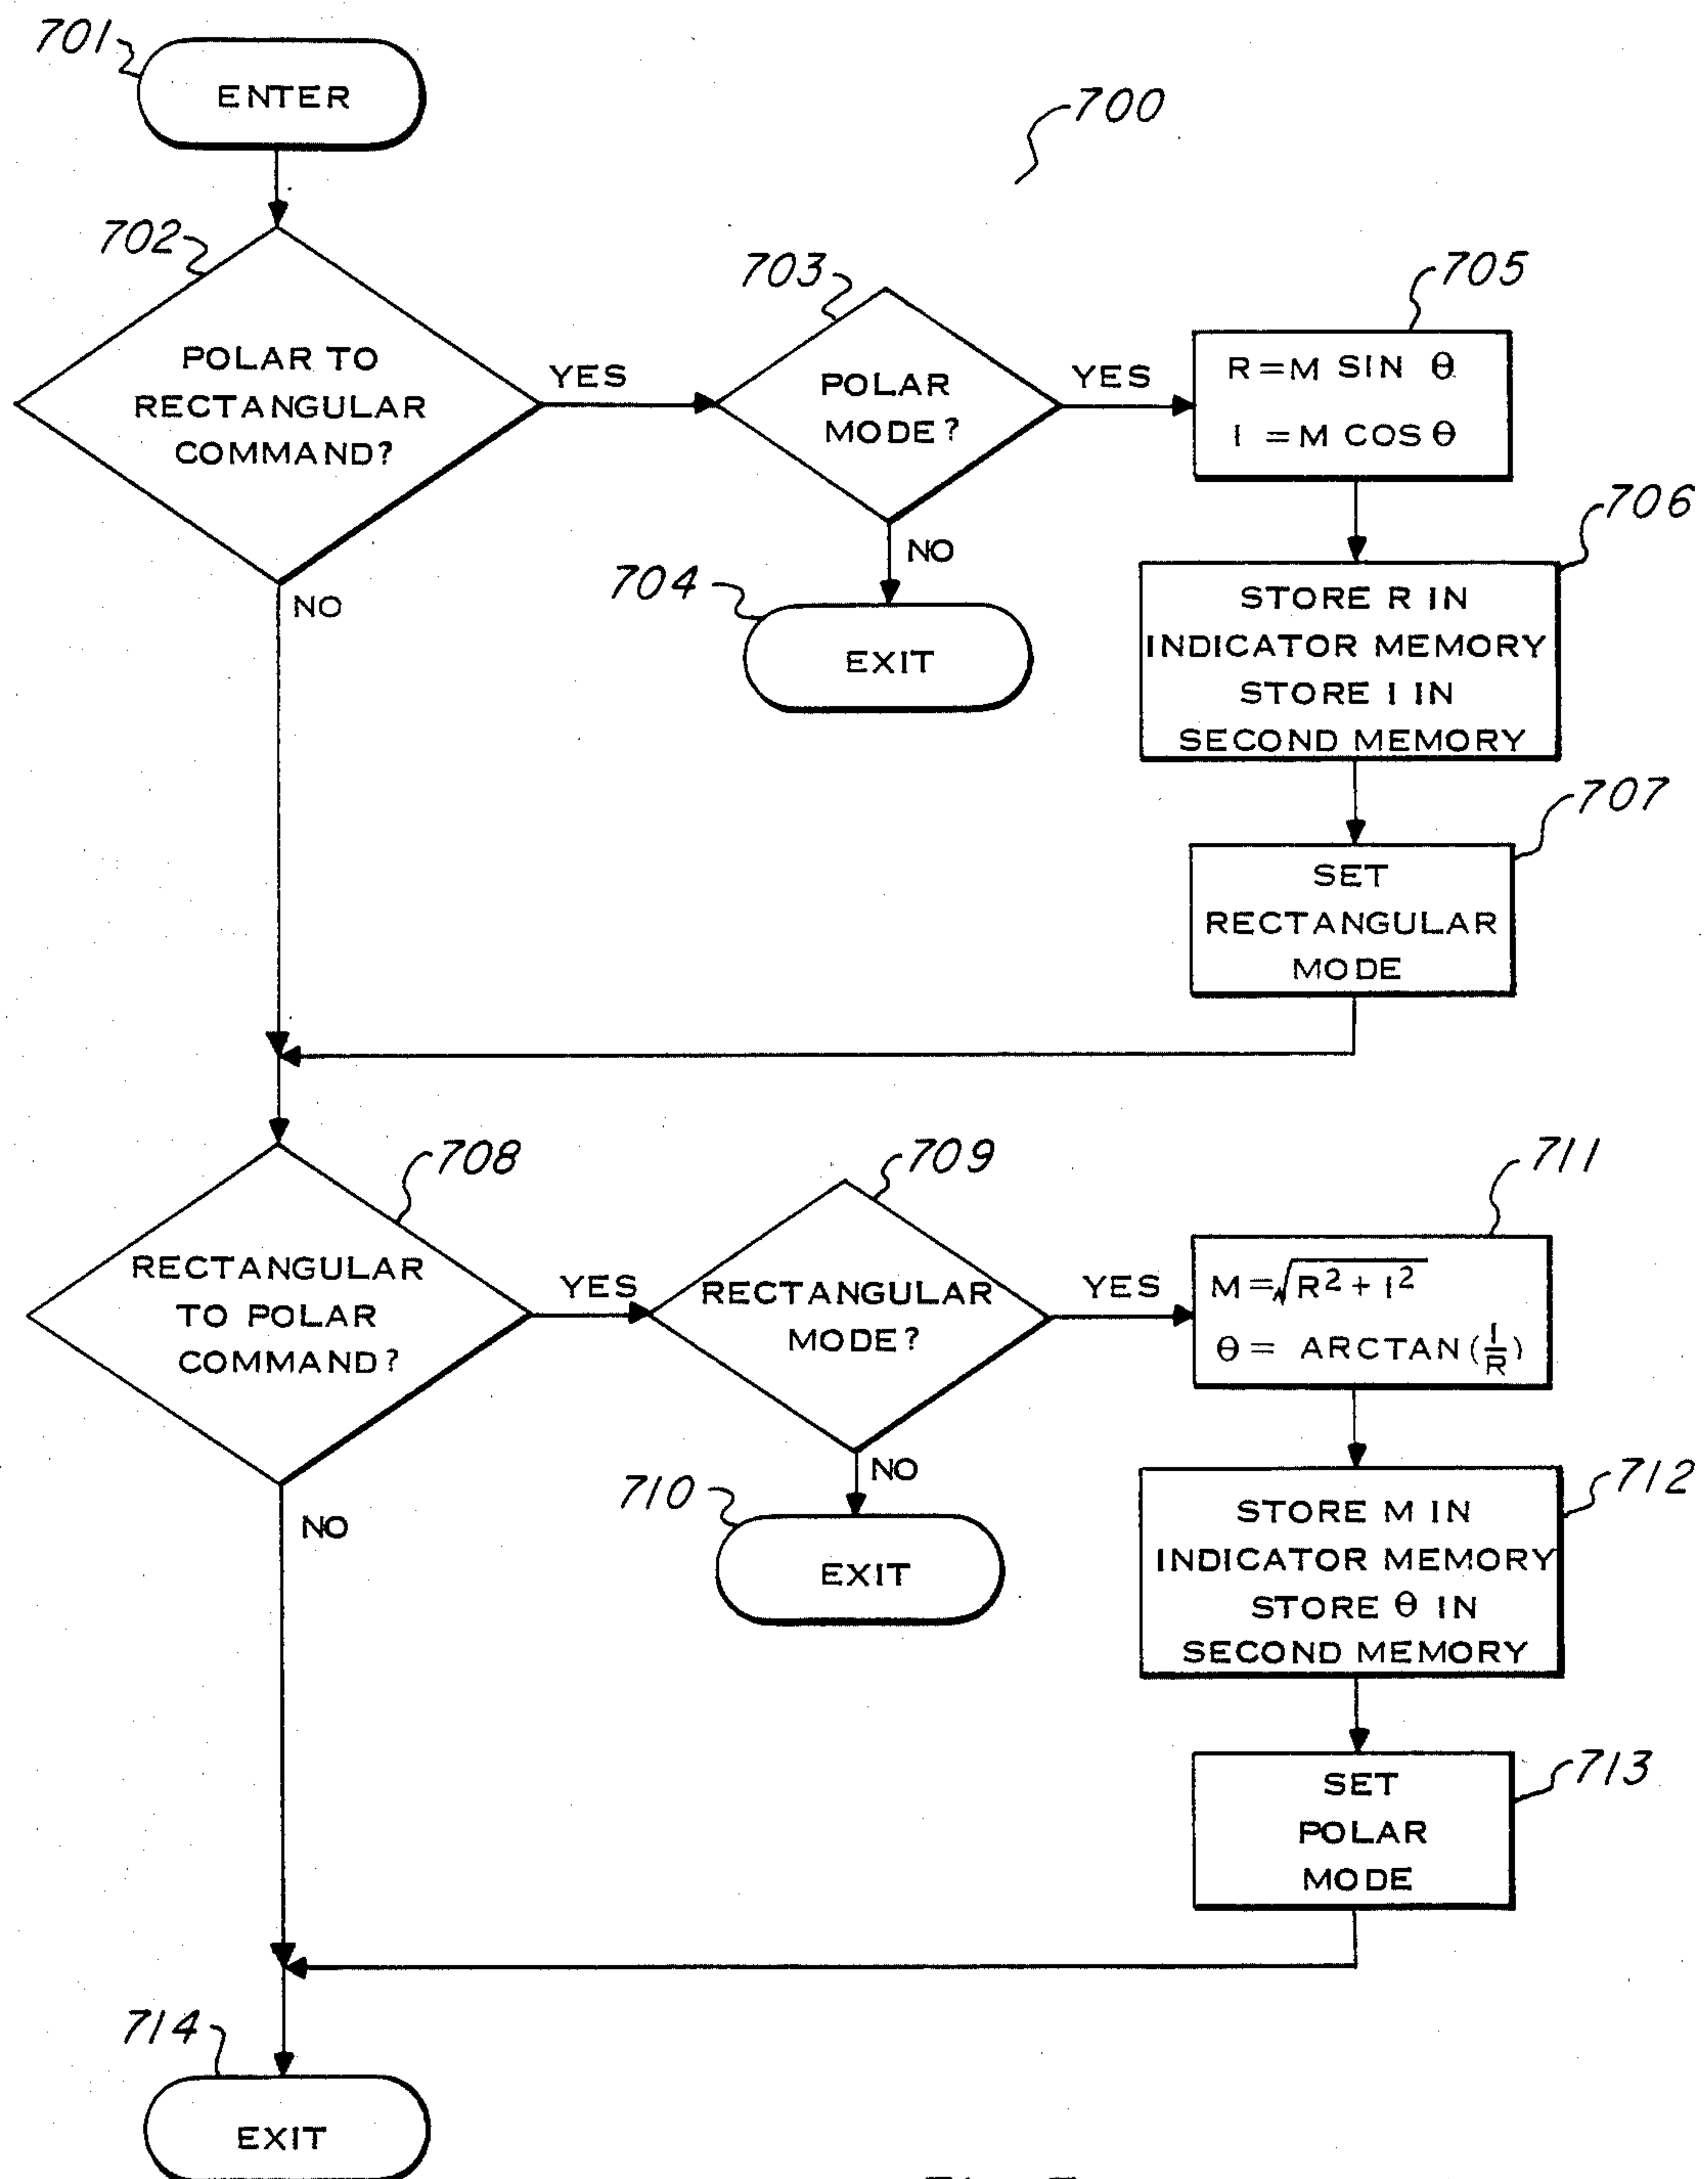 701
ENTER
700
702
POLAR TO
RECTANGULAR
COMMAND?
YES
NO
703
POLAR
MODE?
YES
NO
704
EXIT
705
R=M SIN θ
I =M COS θ
706
STORE R IN
INDICATOR MEMORY
STORE I IN
SECOND MEMORY
707
SET
RECTANGULAR
MODE
708
RECTANGULAR
TO POLAR
COMMAND?
YES
NO
709
RECTANGULAR
MODE?
YES
NO
710
EXIT
711
M=√R²+I²
θ = ARCTAN (I/R)
712
STORE M IN
INDICATOR MEMORY
STORE θ IN
SECOND MEMORY
713
SET
POLAR
MODE
714
EXIT